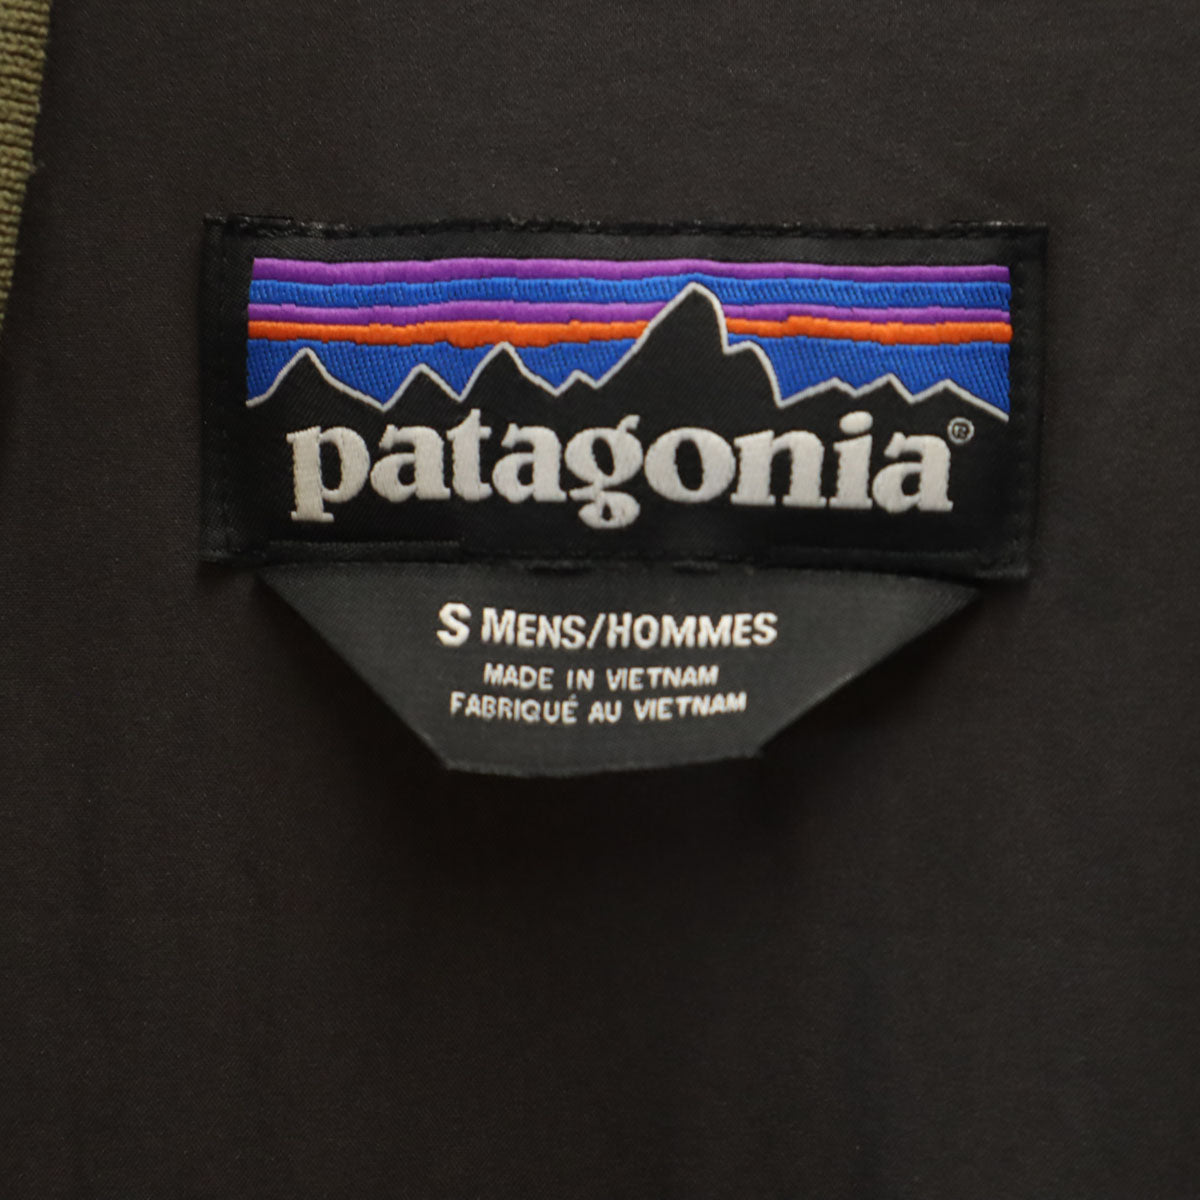 patagonia®
S MENS/HOMMES
MADE IN VIETNAM
FABRIQUÉ AU VIETNAM